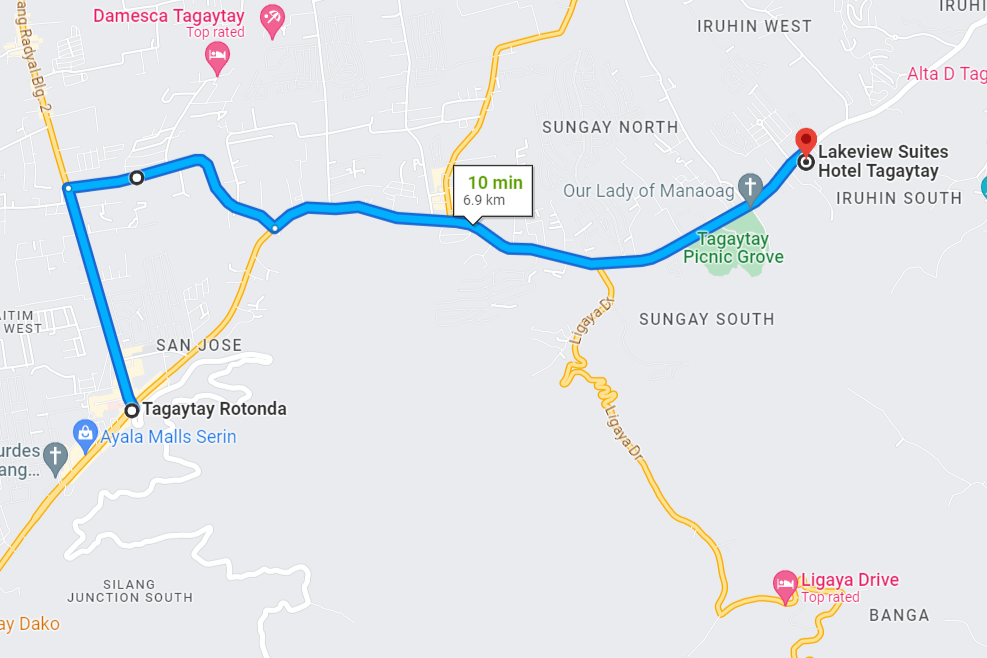 Damesca Tagaytay
Top rated
IRUHIN WEST
IRUHI
Alta D Tag
ang Radyal Blg. 2
SUNGAY NORTH
Lakeview Suites
Hotel Tagaytay
10 min
6.9 km
Our Lady of Manaoag
IRUHIN SOUTH
Tagaytay
Picnic Grove
AITIM
WEST
SAN JOSE
Ligaya Dr
SUNGAY SOUTH
Tagaytay Rotonda
Ayala Malls Serin
urdes
ang...
Ligaya Dr
SILANG
JUNCTION SOUTH
Ligaya Drive
Top rated
BANGA
ay Dako